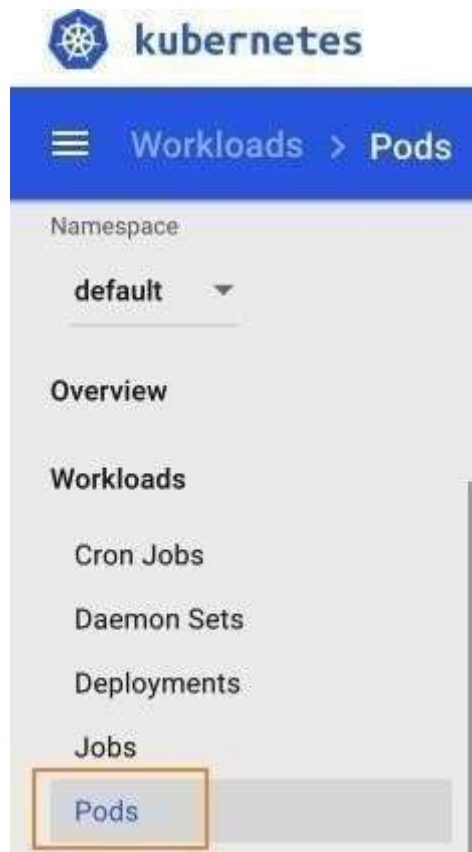 kubernetes
Workloads > Pods
Namespace
default
Overview
Workloads
Cron Jobs
Daemon Sets
Deployments
Jobs
Pods